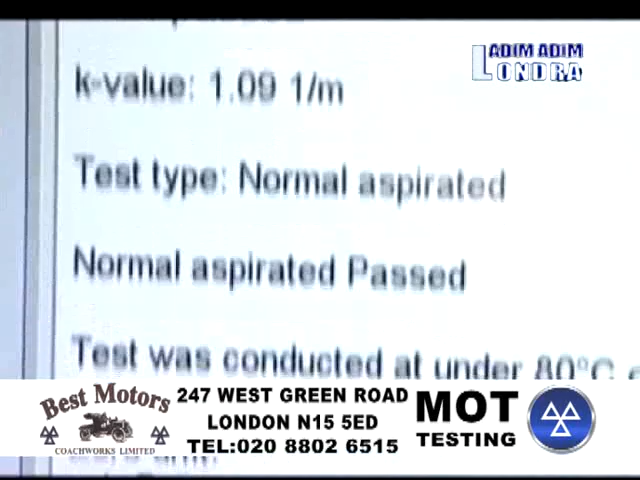 ADIM ADIM
LONDRA
k-value: 1.09 1/m
Test type: Normal aspirated
Normal aspirated Passed
Test was conducted at under 80°C
Best Motors
COACHWORKS LIMITED
247 WEST GREEN ROAD
LONDON N15 5ED
TEL:020 8802 6515
MOT
TESTING